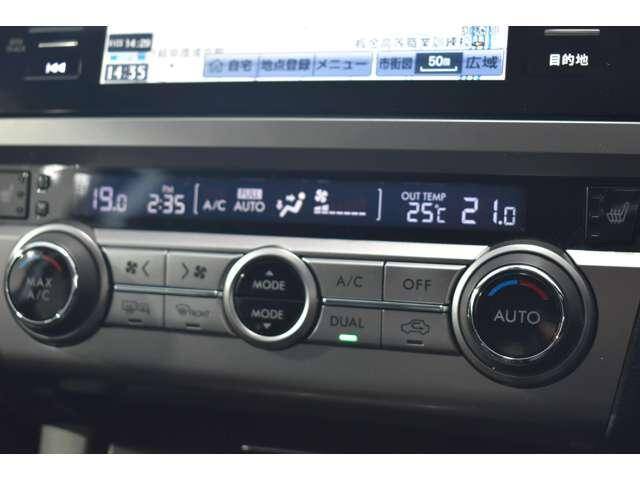 14:29
14:35
自宅 地点登録 メニュー 市街図 50m 広域
目的地
19.0 PM 2:35 A/C FULL AUTO OUT TEMP 25℃ 21.0
MAX A/C
MODE
MODE
A/C OFF
FRONT
DUAL
AUTO